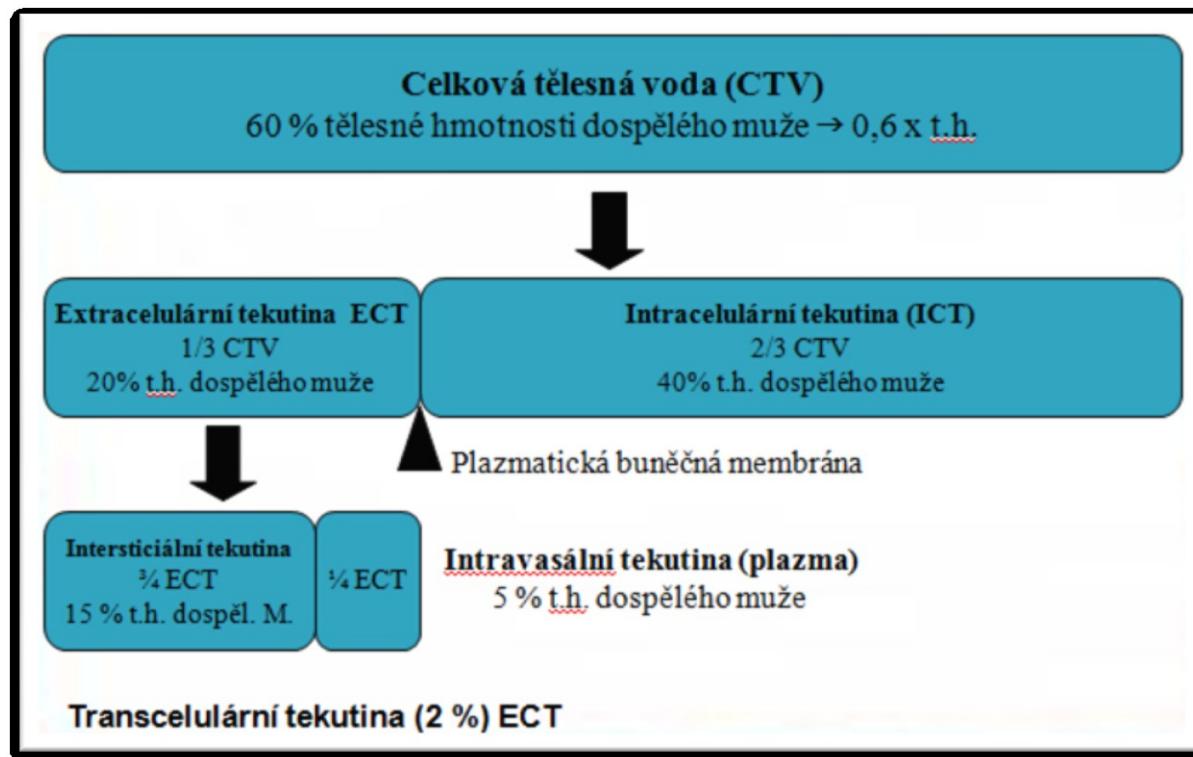 Celková tělesná voda (CTV)
60 % tělesné hmotnosti dospělého muže → 0,6 x t.h.
Extracelulární tekutina ECT
1/3 CTV
20% t.h. dospělého muže
Intracelulární tekutina (ICT)
2/3 CTV
40% t.h. dospělého muže
Plazmatická buněčná membrána
Intersticiální tekutina
¾ ECT
15 % t.h. dospěl. M.
¼ ECT
Intravasální tekutina (plazma)
5 % t.h. dospělého muže
Transcelulární tekutina (2 %) ECT